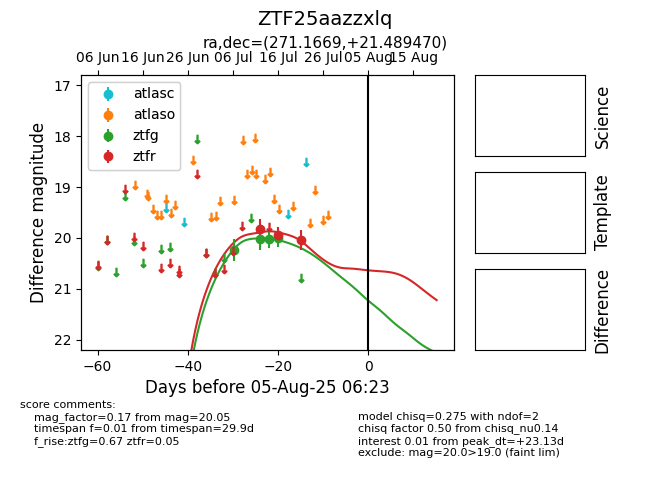 ZTF25aazzxlq
ra,dec=(271.1669,+21.489470)
06 Jun 16 Jun 26 Jun 06 Jul 16 Jul 26 Jul 05 Aug 15 Aug
17
18
19
20
21
22
Difference magnitude
atlasc
atlaso
ztfg
ztfr
−60 −40 −20 0
Days before 05-Aug-25 06:23
Science
Template
Difference
score comments:
mag_factor=0.17 from mag=20.05
timespan f=0.01 from timespan=29.9d
f_rise:ztfg=0.67 ztfr=0.05
model chisq=0.275 with ndof=2
chisq factor 0.50 from chisq_nu0.14
interest 0.01 from peak_dt=+23.13d
exclude: mag=20.0>19.0 (faint lim)